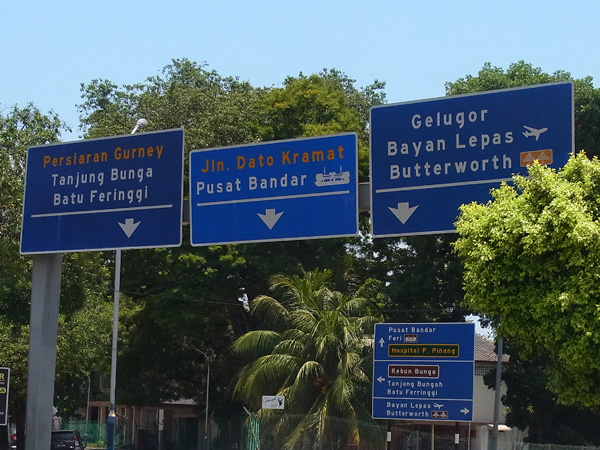 Persiaran Gurney
Tanjung Bunga
Batu Feringgi
Jln. Dato Kramat
Pusat Bandar
Gelugor
Bayan Lepas
Butterworth
Pusat Bandar
Feri
Hospital P. Pinang
Kebun Bunga
Tanjung Bungah
Batu Ferringgi
Bayan Lepas
Butterworth